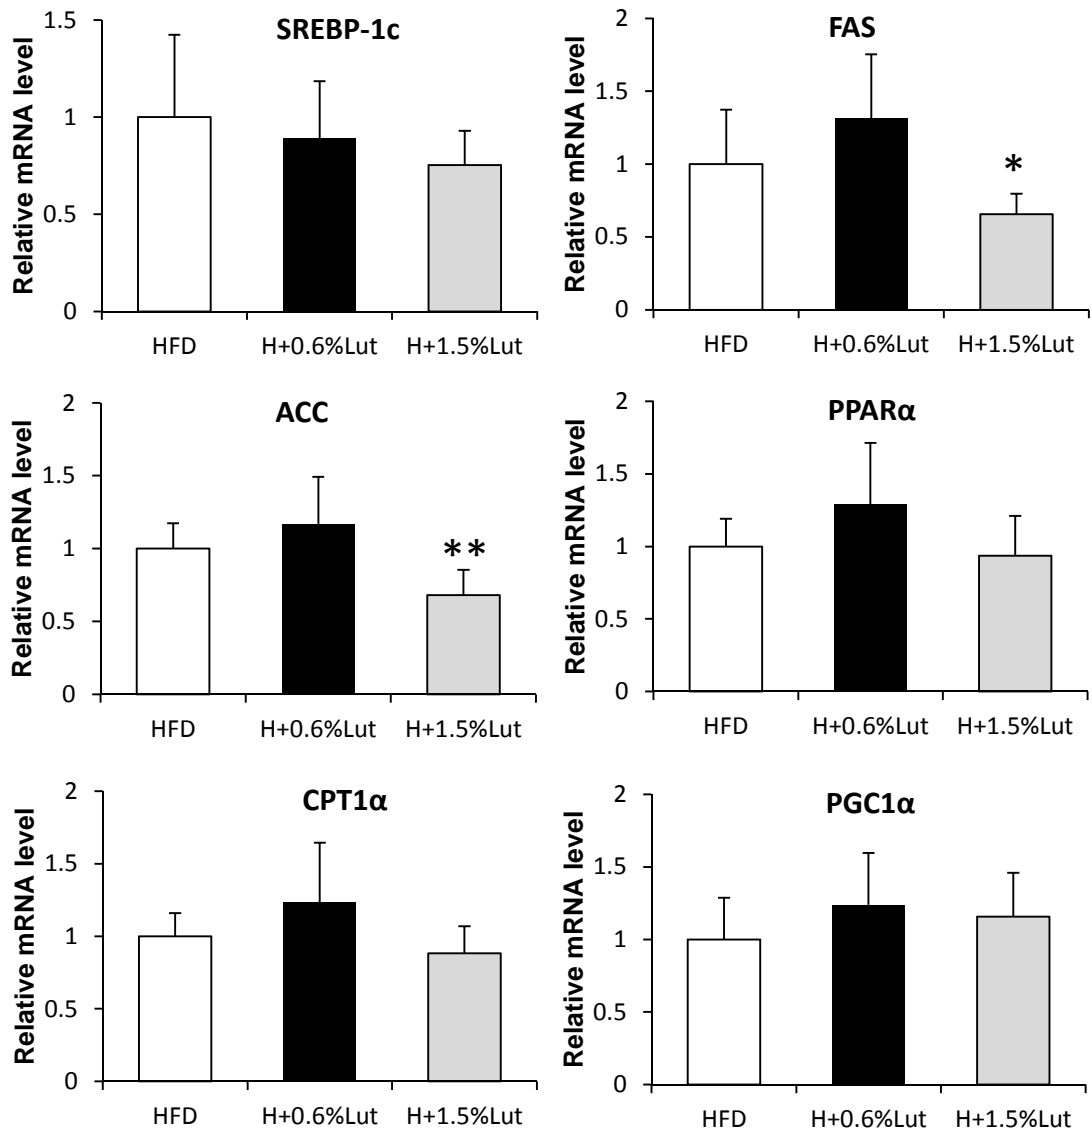 SREBP-1c
Relative mRNA level
1.5
1
0.5
0
HFD H+0.6%Lut H+1.5%Lut
FAS
Relative mRNA level
2
1.5
1
0.5
0
*
HFD H+0.6%Lut H+1.5%Lut
ACC
Relative mRNA level
2
1.5
1
0.5
0
**
HFD H+0.6%Lut H+1.5%Lut
PPARα
Relative mRNA level
2
1.5
1
0.5
0
HFD H+0.6%Lut H+1.5%Lut
CPT1α
Relative mRNA level
2
1.5
1
0.5
0
HFD H+0.6%Lut H+1.5%Lut
PGC1α
Relative mRNA level
2
1.5
1
0.5
0
HFD H+0.6%Lut H+1.5%Lut